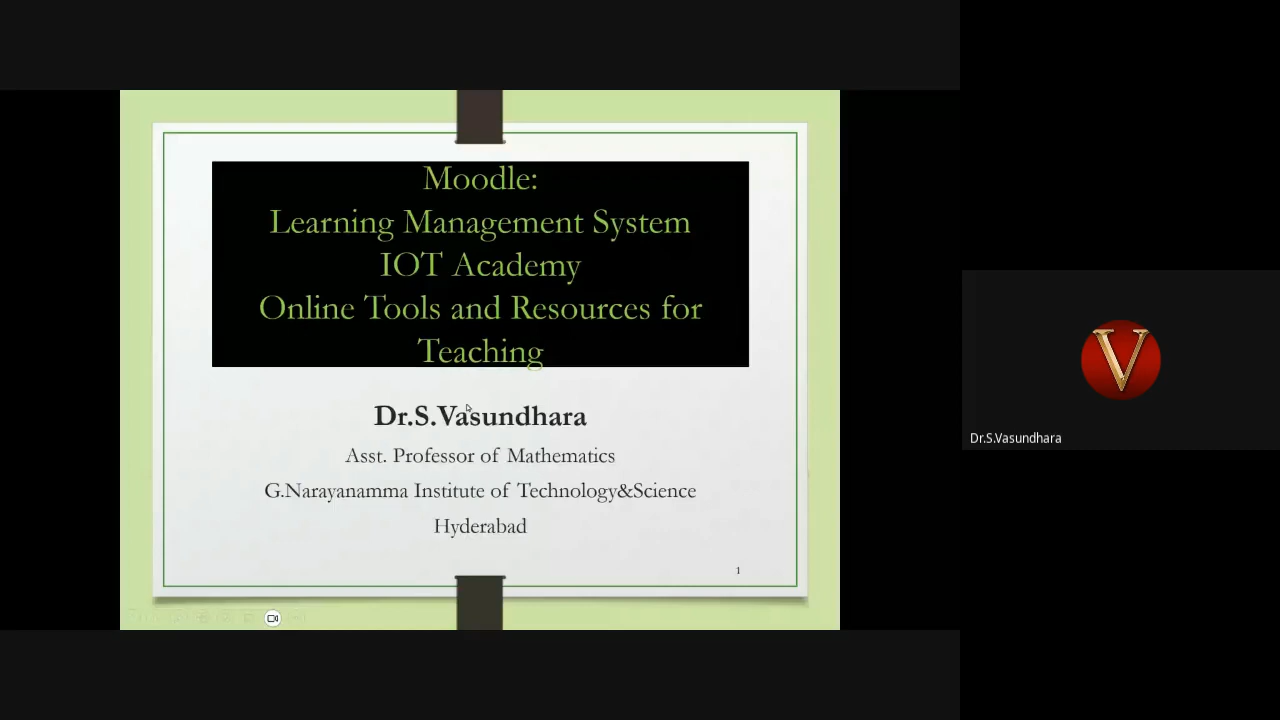 Moodle:
Learning Management System
IOT Academy
Online Tools and Resources for
Teaching
Dr.S.Vasundhara
Asst. Professor of Mathematics
G.Narayanamma Institute of Technology&Science
Hyderabad
1
V
Dr.S.Vasundhara